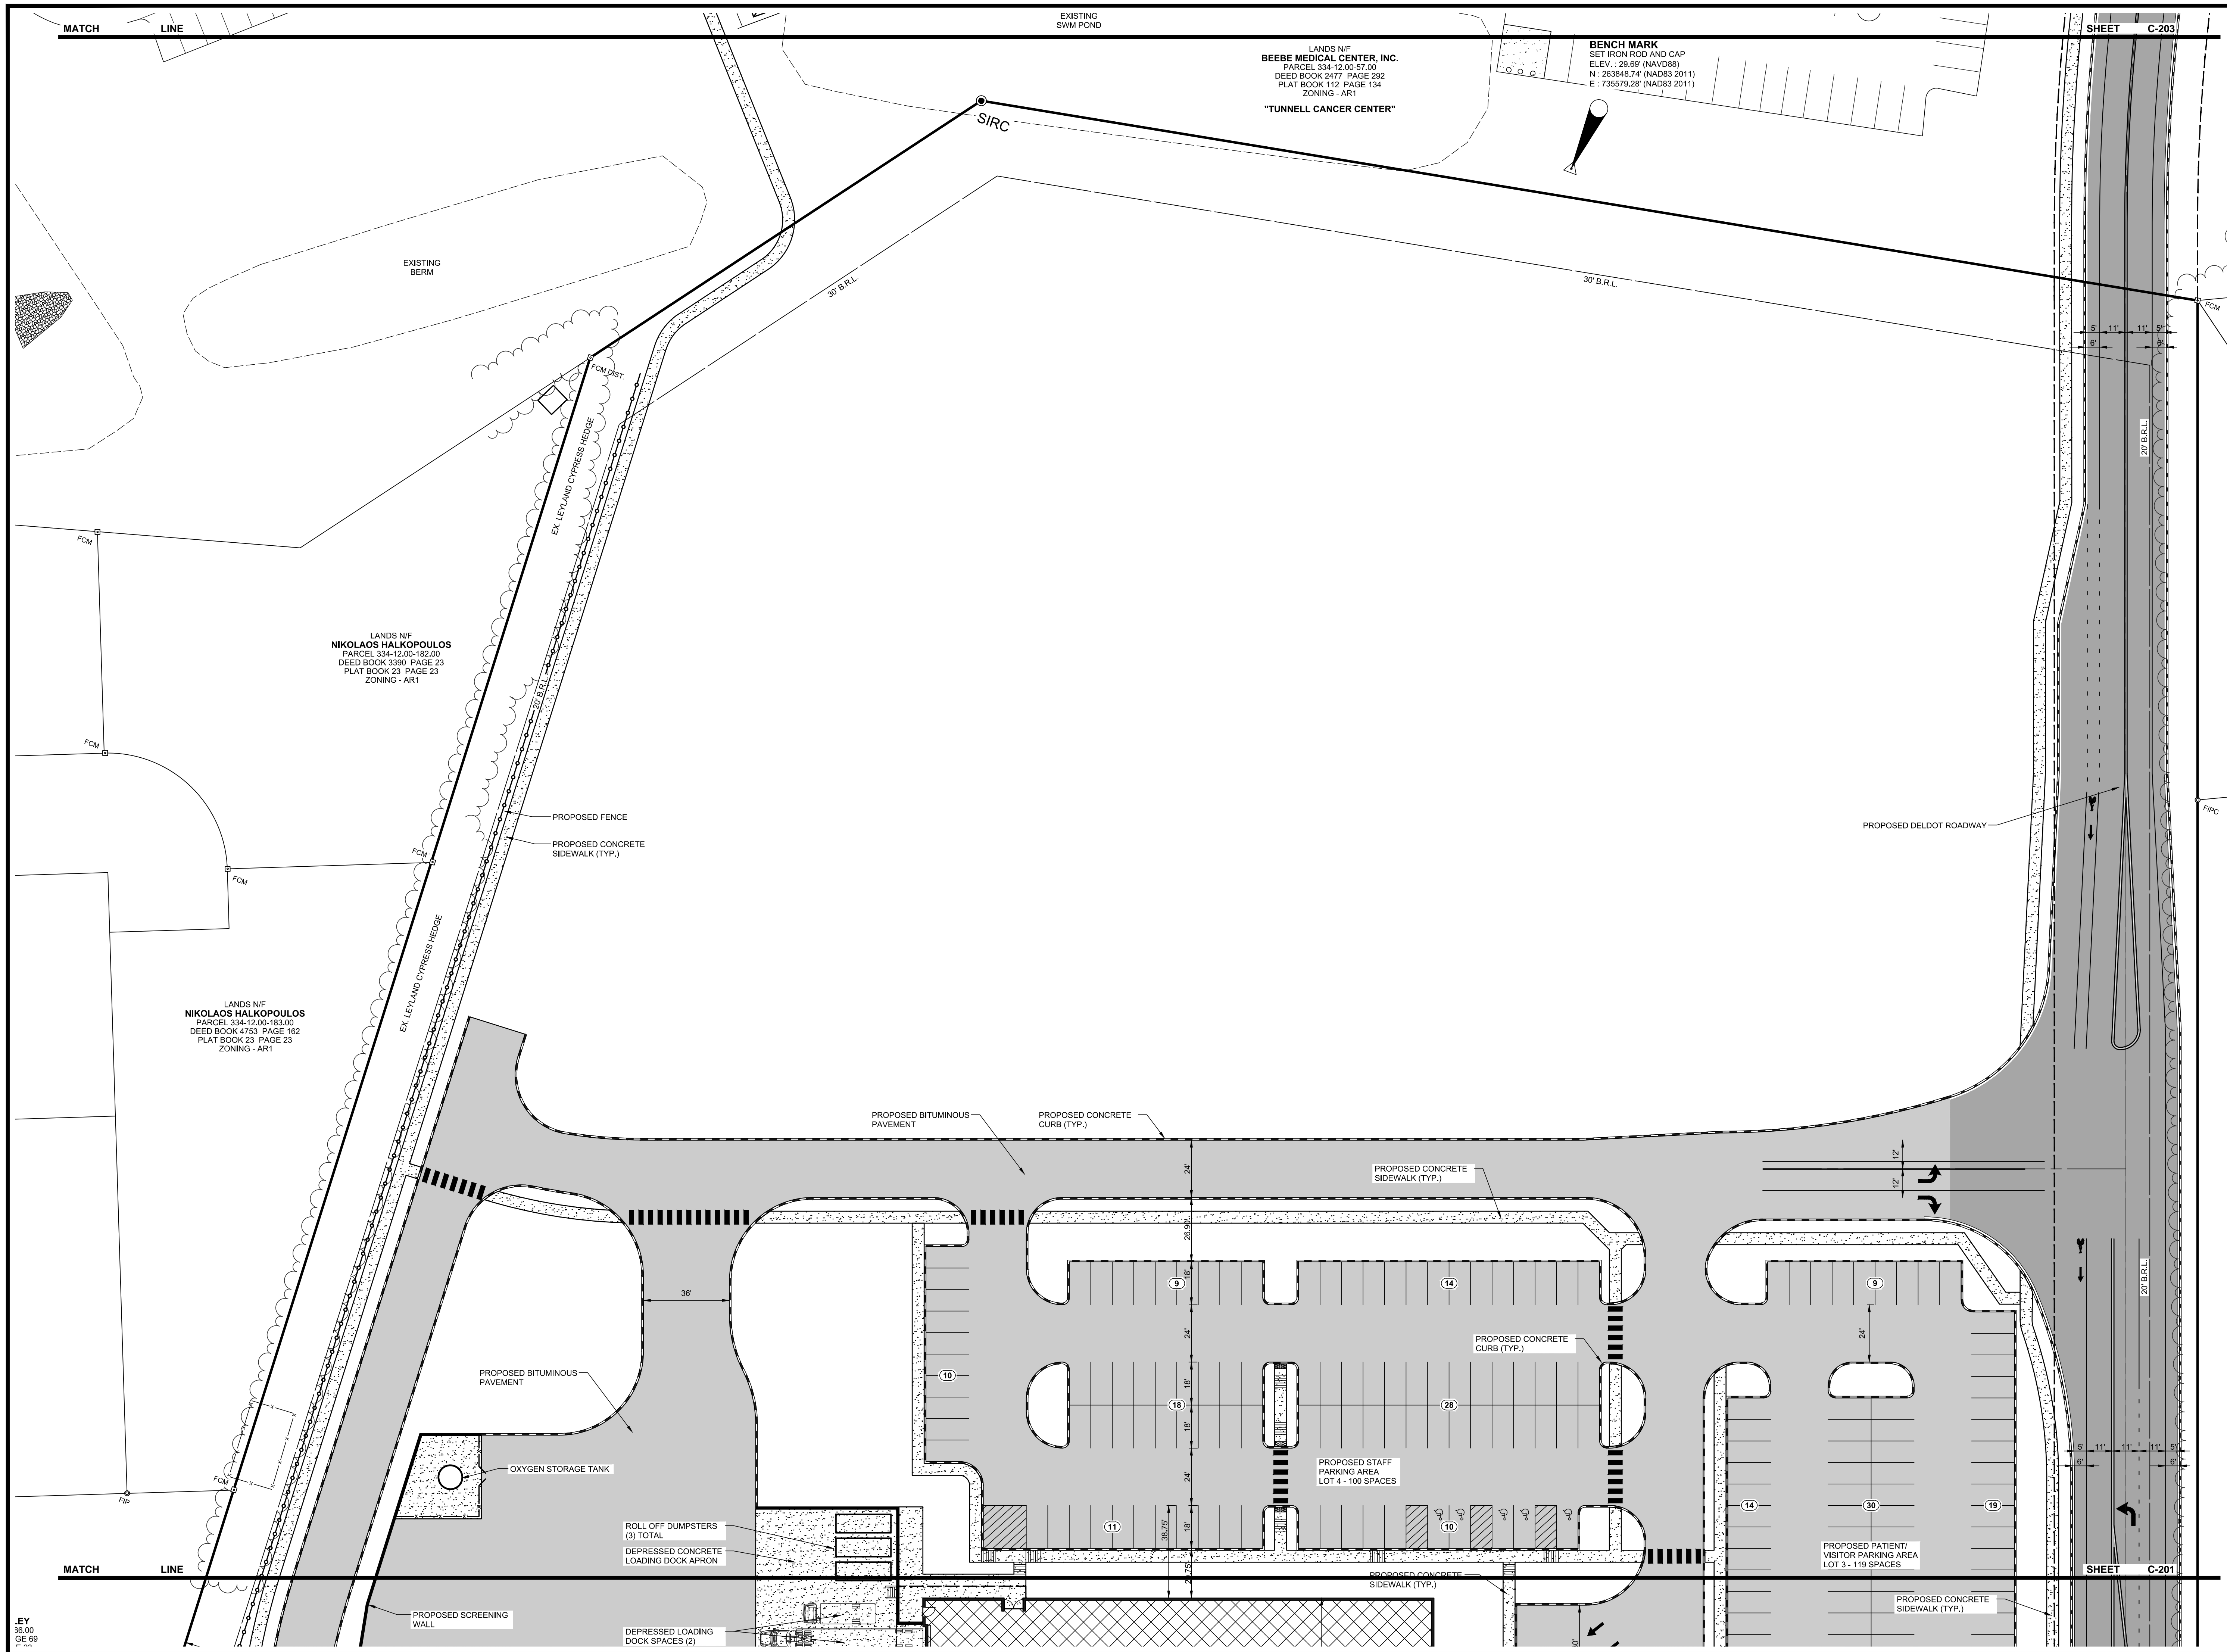 MATCH LINE
EXISTING
SWM POND
SHEET C-203
LANDS N/F
BEEBE MEDICAL CENTER, INC.
PARCEL 334-12.00-57.00
DEED BOOK 2477 PAGE 292
PLAT BOOK 112 PAGE 134
ZONING - AR1
"TUNNELL CANCER CENTER"
BENCH MARK
SET IRON ROD AND CAP
ELEV. : 29.69' (NAVD88)
N : 263848.74' (NAD83 2011)
E : 735579.28' (NAD83 2011)
SIRC
EXISTING
BERM
30' B.R.L.
30' B.R.L.
FCM
5' 11' 11' 5'
6' 6'
FCM DIST.
EX. LEYLAND CYPRESS HEDGE
20' B.R.L.
FCM
LANDS N/F
NIKOLAOS HALKOPOULOS
PARCEL 334-12.00-182.00
DEED BOOK 3390 PAGE 23
PLAT BOOK 23 PAGE 23
ZONING - AR1
20' B.R.L.
FCM
PROPOSED FENCE
PROPOSED CONCRETE
SIDEWALK (TYP.)
PROPOSED DELDOT ROADWAY
FIPC
FCM
FCM
EX. LEYLAND CYPRESS HEDGE
LANDS N/F
NIKOLAOS HALKOPOULOS
PARCEL 334-12.00-183.00
DEED BOOK 4753 PAGE 162
PLAT BOOK 23 PAGE 23
ZONING - AR1
PROPOSED BITUMINOUS
PAVEMENT
PROPOSED CONCRETE
CURB (TYP.)
24'
PROPOSED CONCRETE
SIDEWALK (TYP.)
12'
12'
26.90'
36'
9
18'
14
9
20' B.R.L.
24'
PROPOSED CONCRETE
CURB (TYP.)
24'
PROPOSED BITUMINOUS
PAVEMENT
10
18'
18
18'
28
OXYGEN STORAGE TANK
24'
PROPOSED STAFF
PARKING AREA
LOT 4 - 100 SPACES
5' 11' 11' 11' 5'
6' 6'
FCM
FIP
14
30
19
ROLL OFF DUMPSTERS
(3) TOTAL
DEPRESSED CONCRETE
LOADING DOCK APRON
11
38.75'
18'
10
PROPOSED PATIENT/
VISITOR PARKING AREA
LOT 3 - 119 SPACES
MATCH LINE
SHEET C-201
PROPOSED CONCRETE
SIDEWALK (TYP.)
PROPOSED CONCRETE
SIDEWALK (TYP.)
PROPOSED SCREENING
WALL
DEPRESSED LOADING
DOCK SPACES (2)
.EY
36.00
GE 69